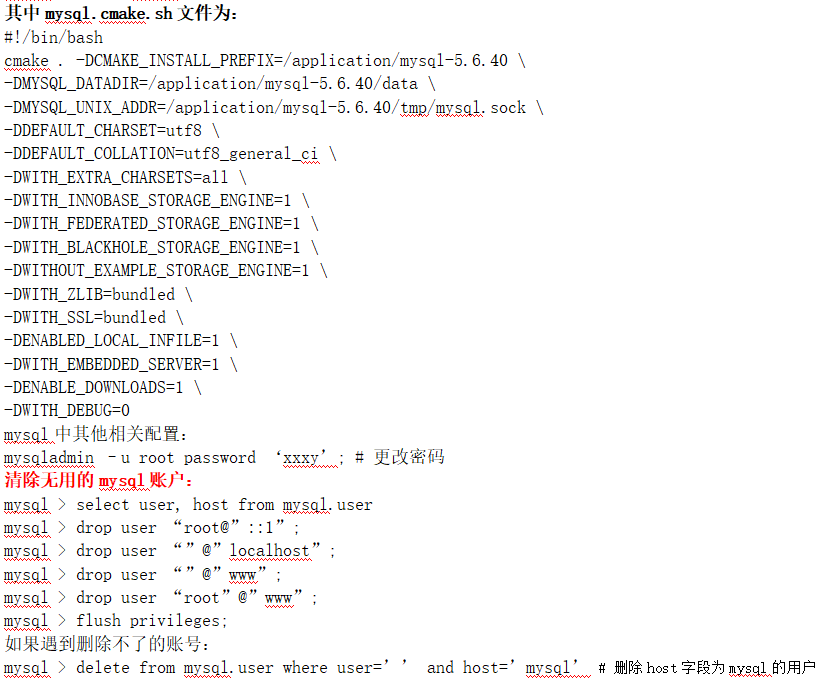 其中 mysql.cmake.sh 文件为：
#!/bin/bash
cmake . -DCMAKE_INSTALL_PREFIX=/application/mysql-5.6.40 \
-DMYSQL_DATADIR=/application/mysql-5.6.40/data \
-DMYSQL_UNIX_ADDR=/application/mysql-5.6.40/tmp/mysql.sock \
-DDEFAULT_CHARSET=utf8 \
-DDEFAULT_COLLATION=utf8_general_ci \
-DWITH_EXTRA_CHARSETS=all \
-DWITH_INNOBASE_STORAGE_ENGINE=1 \
-DWITH_FEDERATED_STORAGE_ENGINE=1 \
-DWITH_BLACKHOLE_STORAGE_ENGINE=1 \
-DWITHOUT_EXAMPLE_STORAGE_ENGINE=1 \
-DWITH_ZLIB=bundled \
-DWITH_SSL=bundled \
-DENABLED_LOCAL_INFILE=1 \
-DWITH_EMBEDDED_SERVER=1 \
-DENABLE_DOWNLOADS=1 \
-DWITH_DEBUG=0
mysql 中其他相关配置：
mysqladmin –u root password ‘xxxy’; # 更改密码
清除无用的 mysql 账户：
mysql > select user, host from mysql.user
mysql > drop user “root@”::1”;
mysql > drop user “”@”localhost”;
mysql > drop user “”@”www”;
mysql > drop user “root”@”www”;
mysql > flush privileges;
如果遇到删除不了的账号：
mysql > delete from mysql.user where user=’’ and host=’mysql’ # 删除 host 字段为 mysql 的用户